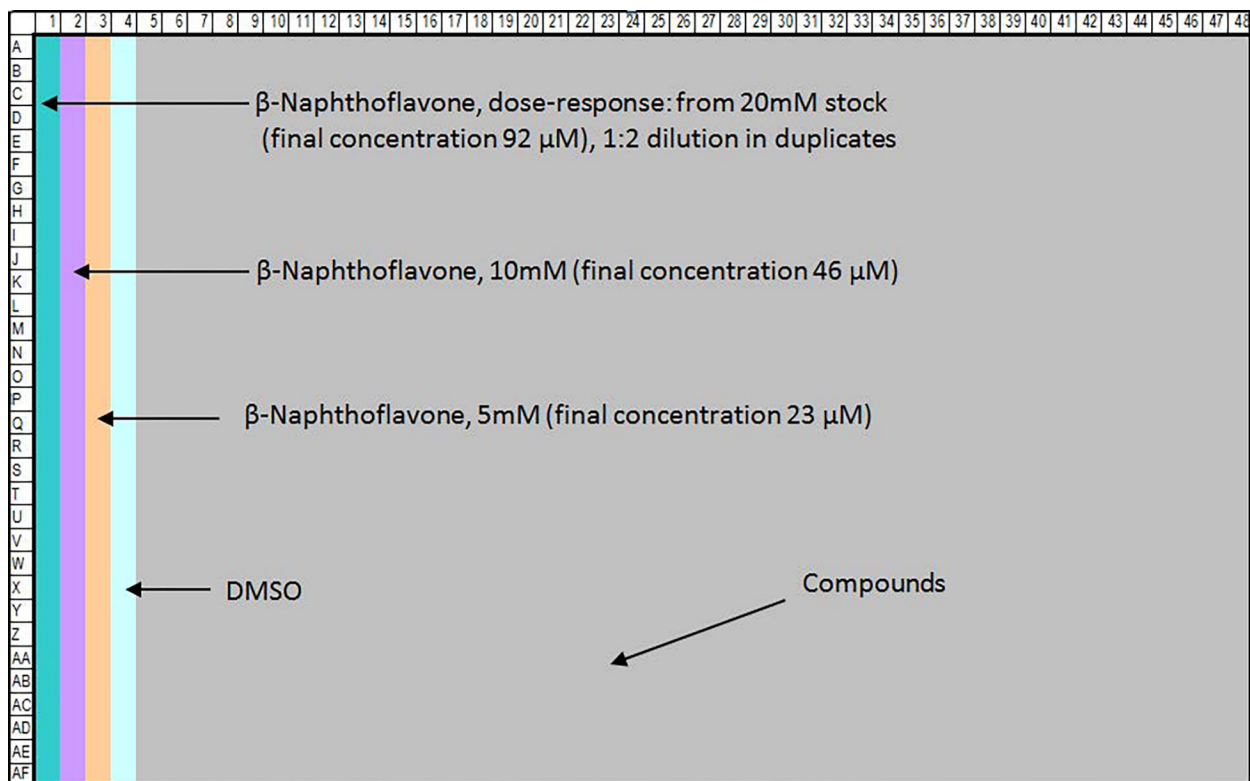 1 2 3 4 5 6 7 8 9 10 11 12 13 14 15 16 17 18 19 20 21 22 23 24 25 26 27 28 29 30 31 32 33 34 35 36 37 38 39 40 41 42 43 44 45 46 47 48
A
B
C
β-Naphthoflavone, dose-response: from 20mM stock
D
(final concentration 92 µM), 1:2 dilution in duplicates
E
F
G
H
I
J
β-Naphthoflavone, 10mM (final concentration 46 µM)
K
L
M
N
O
P
β-Naphthoflavone, 5mM (final concentration 23 µM)
Q
R
S
T
U
V
W
X
DMSO
Compounds
Y
Z
AA
AB
AC
AD
AE
AF